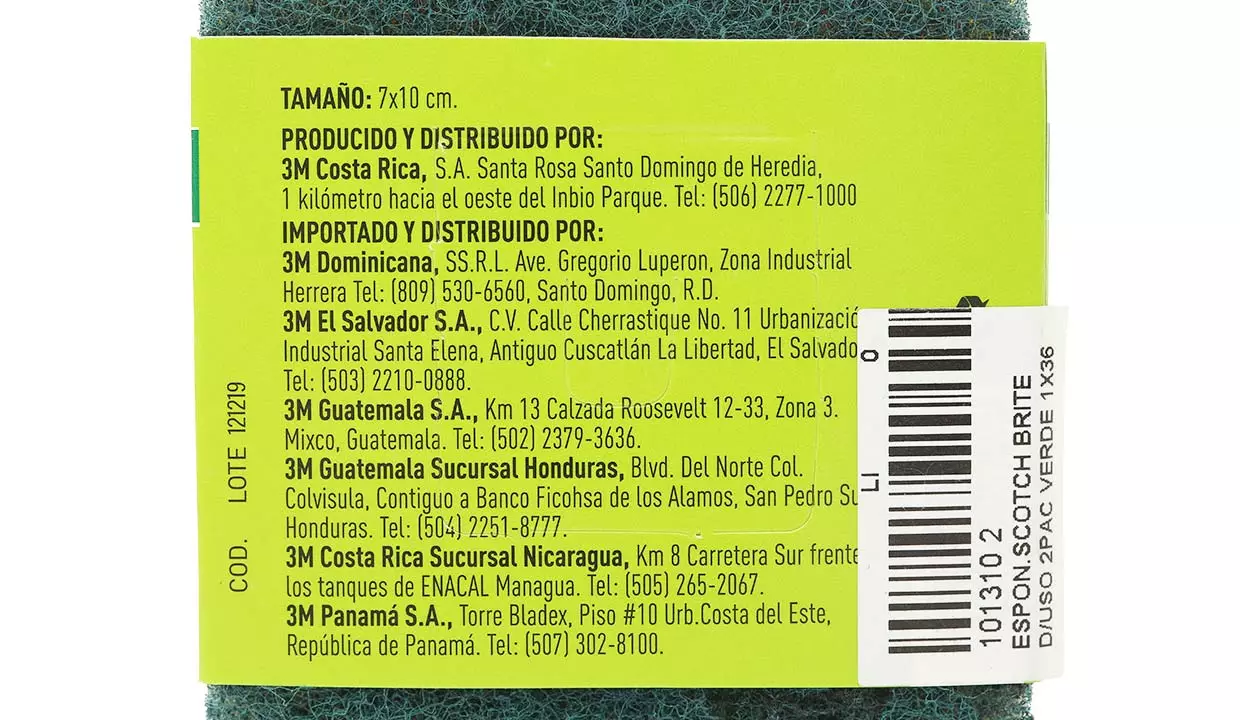 TAMAÑO: 7x10 cm.
PRODUCIDO Y DISTRIBUIDO POR:
3M Costa Rica, S.A. Santa Rosa Santo Domingo de Heredia,
1 kilómetro hacia el oeste del Inbio Parque. Tel: (506) 2277-1000
IMPORTADO Y DISTRIBUIDO POR:
3M Dominicana, SS.R.L. Ave. Gregorio Luperon, Zona Industrial
Herrera Tel: (809) 530-6560, Santo Domingo, R.D.
3M El Salvador S.A., C.V. Calle Cherrastique No. 11 Urbanizació
Industrial Santa Elena, Antiguo Cuscatlán La Libertad, El Salvado
Tel: (503) 2210-0888.
3M Guatemala S.A., Km 13 Calzada Roosevelt 12-33, Zona 3.
Mixco, Guatemala. Tel: (502) 2379-3636.
3M Guatemala Sucursal Honduras, Blvd. Del Norte Col.
Colvisula, Contiguo a Banco Ficohsa de los Alamos, San Pedro Su
Honduras. Tel: (504) 2251-8777.
3M Costa Rica Sucursal Nicaragua, Km 8 Carretera Sur frente
los tanques de ENACAL Managua. Tel: (505) 265-2067.
3M Panamá S.A., Torre Bladex, Piso #10 Urb.Costa del Este,
República de Panamá. Tel: (507) 302-8100.
COD. LOTE 121219
LI 0
101310 2
ESPON.SCOTCH BRITE
D/USO 2PAC VERDE 1X36